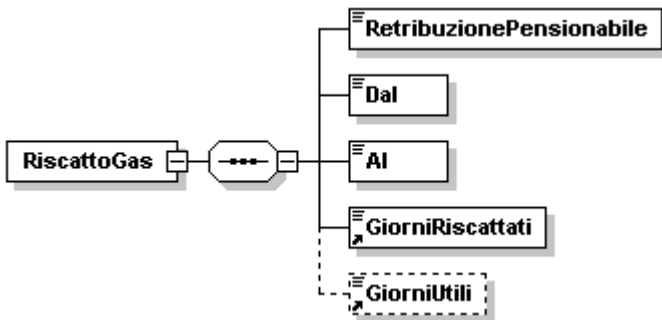 RetribuzionePensionabile
Dal
RiscattoGas
Al
GiorniRiscattati
GiorniUtili